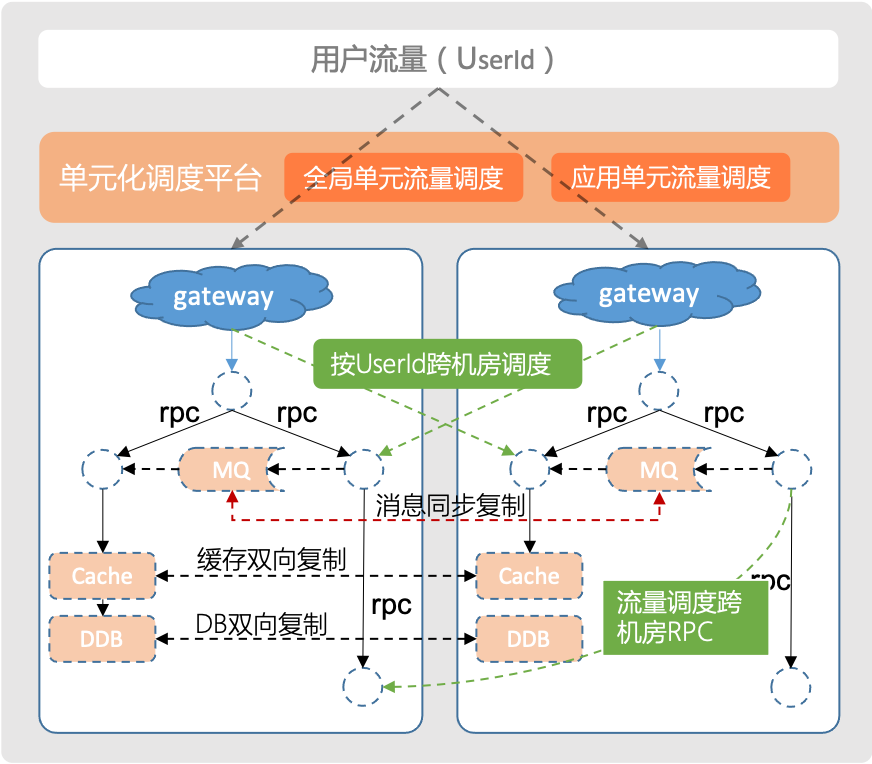 用户流量（UserId）
单元化调度平台
全局单元流量调度
应用单元流量调度
gateway
gateway
按UserId跨机房调度
rpc
rpc
rpc
rpc
MQ
MQ
消息同步复制
缓存双向复制
Cache
Cache
rpc
rpc
DB双向复制
DDB
DDB
流量调度跨
机房RPC